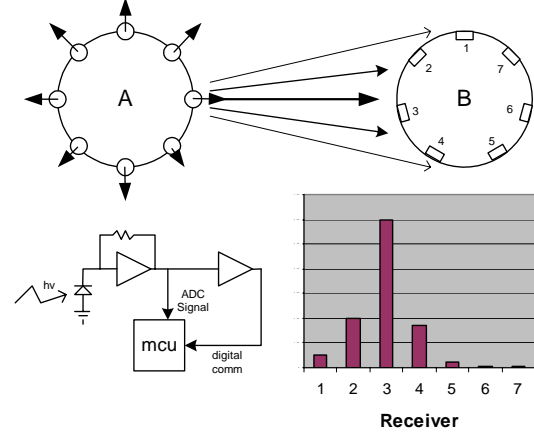 A
B
1
2
7
3
6
4
5
hv
ADC
Signal
mcu
digital
comm
1 2 3 4 5 6 7
Receiver